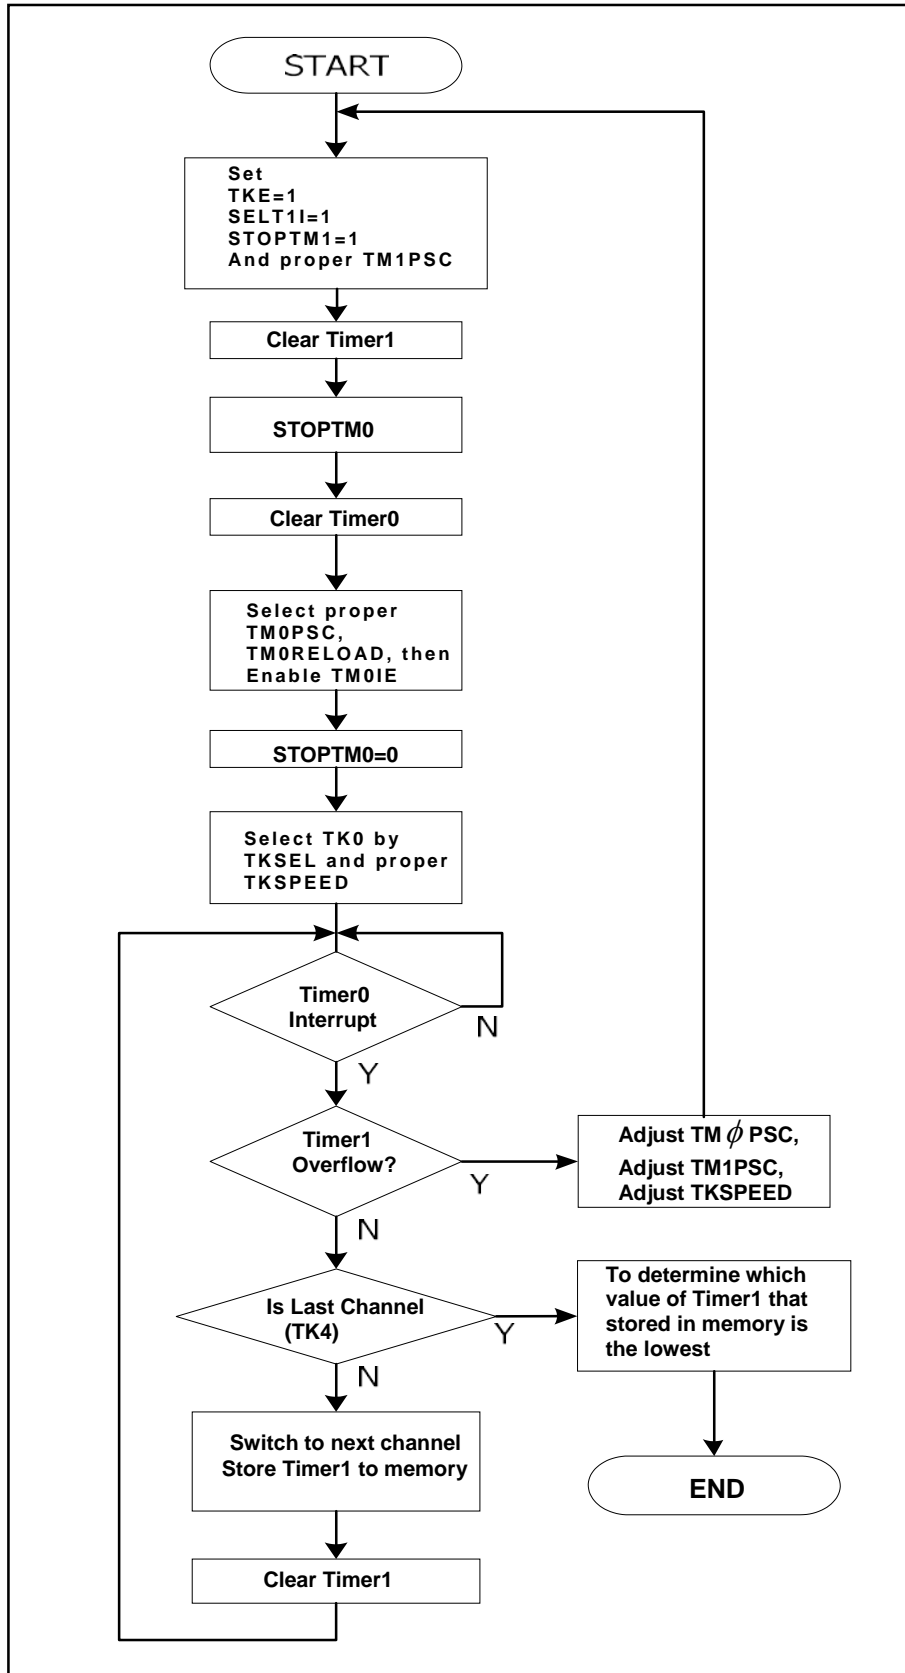 START
Set
TKE=1
SELT1I=1
STOPTM1=1
And proper TM1PSC
Clear Timer1
STOPTM0
Clear Timer0
Select proper
TM0PSC,
TM0RELOAD, then
Enable TM0IE
STOPTM0=0
Select TK0 by
TKSEL and proper
TKSPEED
Timer0
Interrupt
N
Y
Timer1
Overflow?
Y
Adjust TM ϕ PSC,
Adjust TM1PSC,
Adjust TKSPEED
N
Is Last Channel
(TK4)
Y
To determine which
value of Timer1 that
stored in memory is
the lowest
N
Switch to next channel
Store Timer1 to memory
END
Clear Timer1